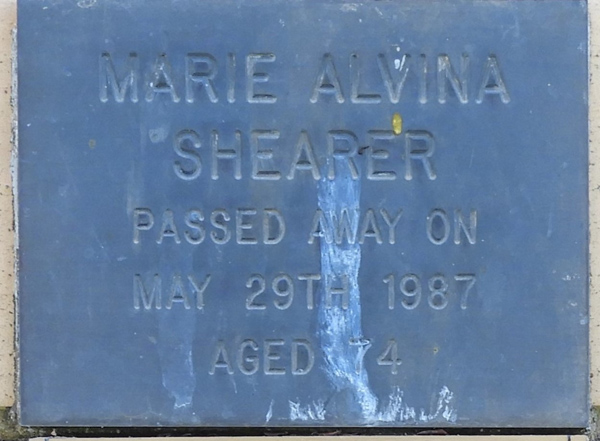 MARIE ALVINA
SHEARER
PASSED AWAY ON
MAY 29TH 1987
AGED 74